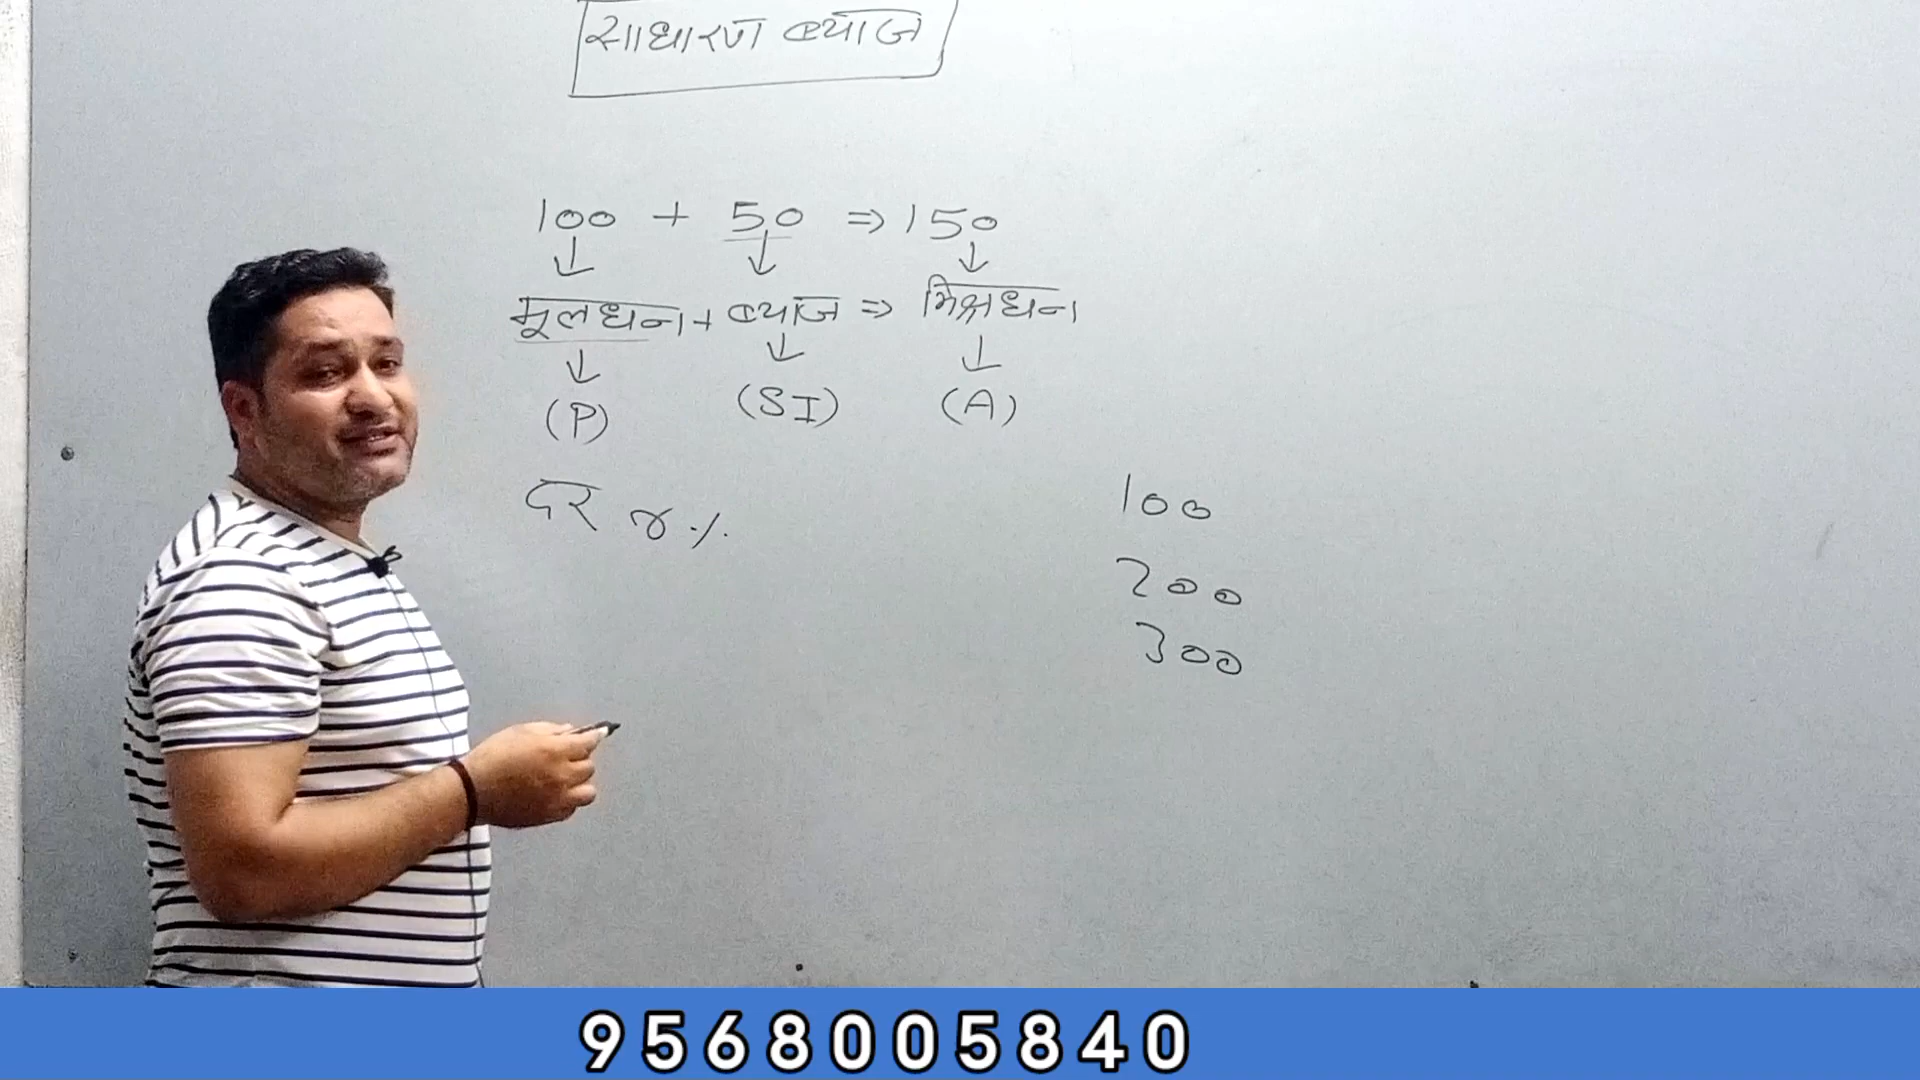 साधारण ब्याज
100 + 50 ⇒ 150
↓ ↓ ↓
मूलधन + ब्याज ⇒ मिश्रधन
↓ ↓ ↓
(P) (SI) (A)
दर r %
100
200
300
9568005840